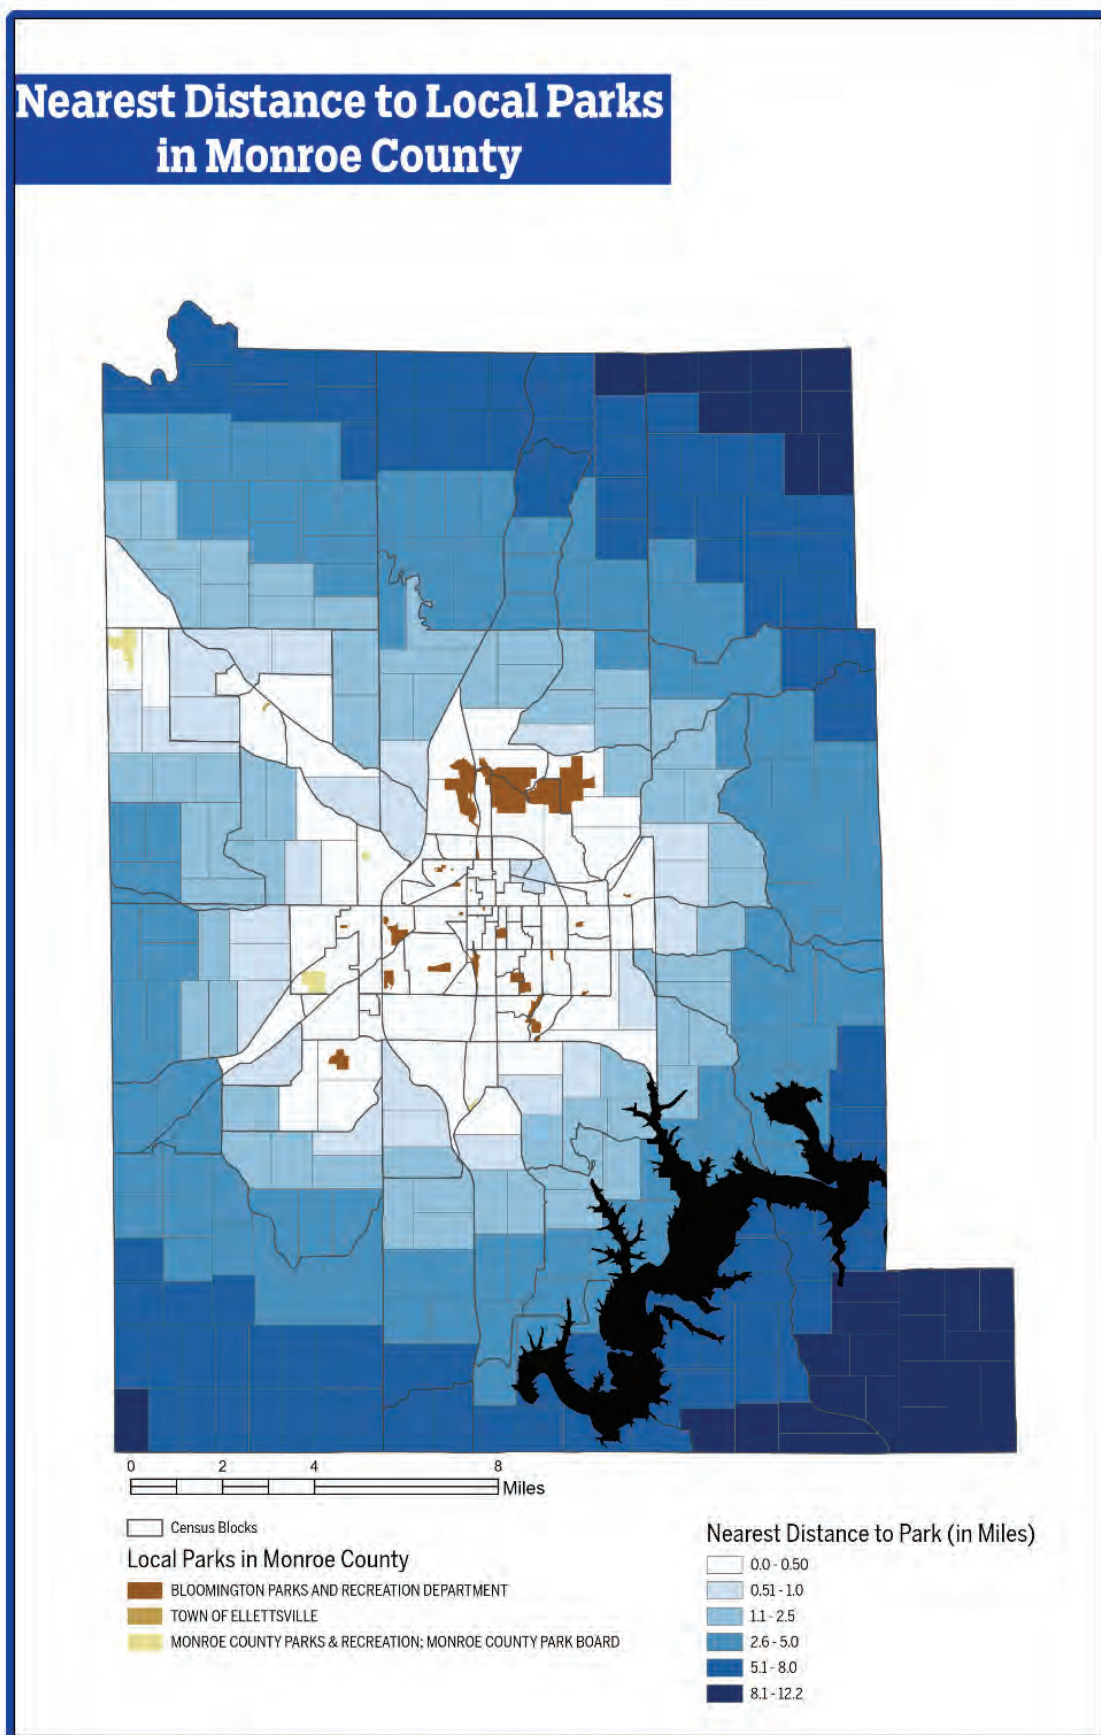 Nearest Distance to Local Parks
in Monroe County
0 2 4 8
Miles
Census Blocks
Local Parks in Monroe County
BLOOMINGTON PARKS AND RECREATION DEPARTMENT
TOWN OF ELLETTSVILLE
MONROE COUNTY PARKS & RECREATION; MONROE COUNTY PARK BOARD
Nearest Distance to Park (in Miles)
0.0 - 0.50
0.51 - 1.0
1.1 - 2.5
2.6 - 5.0
5.1 - 8.0
8.1 - 12.2